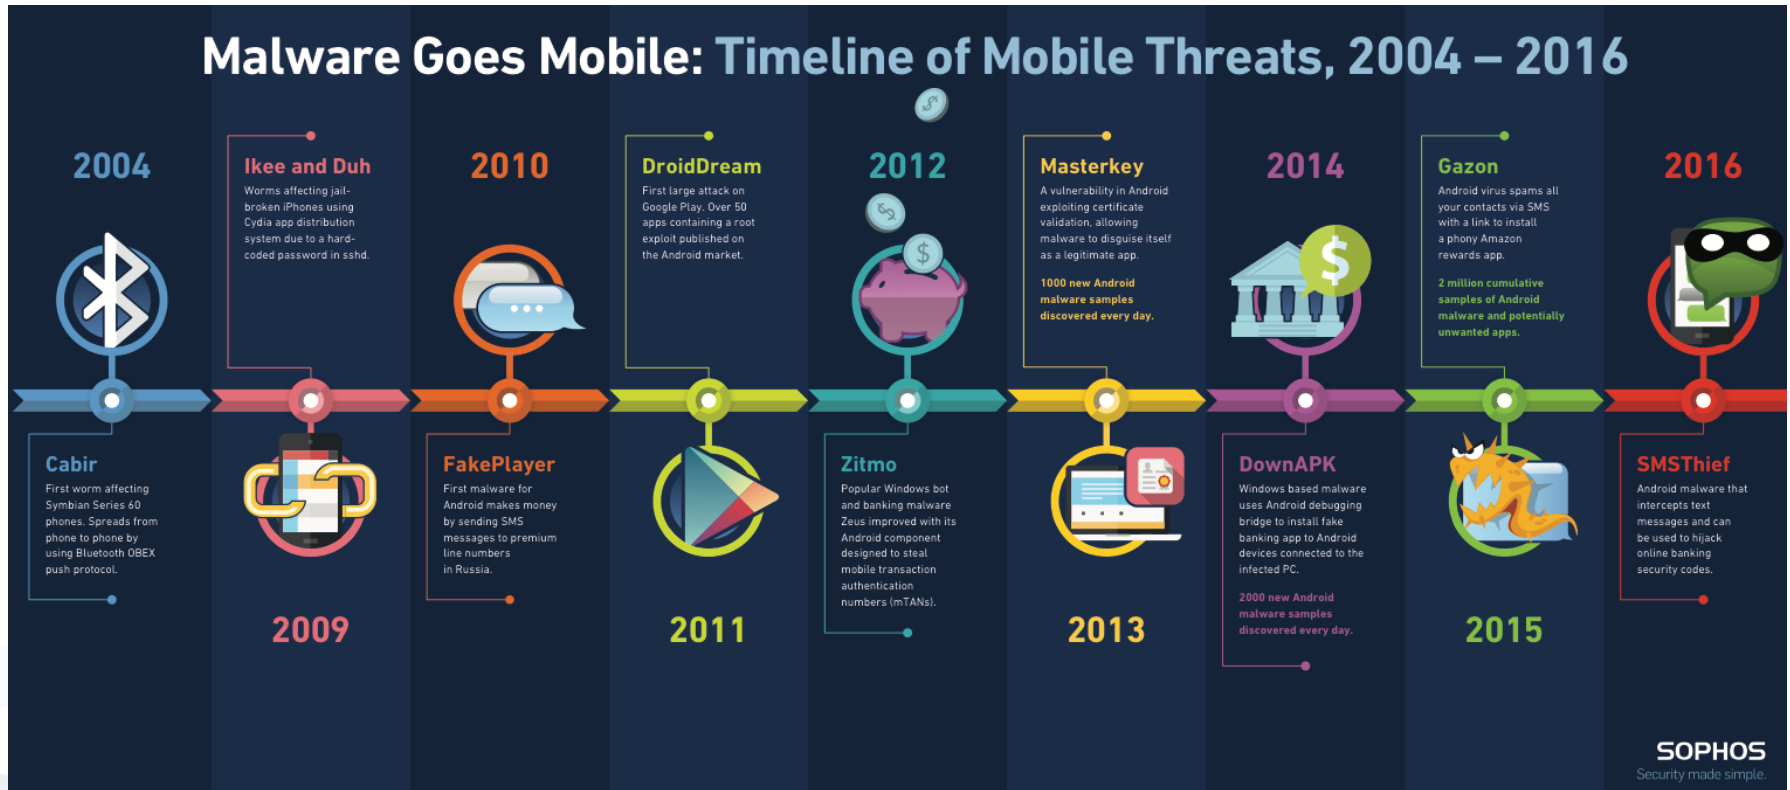 Malware Goes Mobile: Timeline of Mobile Threats, 2004 – 2016
2004
Cabir
First worm affecting
Symbian Series 60
phones. Spreads from
phone to phone by
using Bluetooth OBEX
push protocol.
Ikee and Duh
Worms affecting jail-
broken iPhones using
Cydia app distribution
system due to a hard-
coded password in sshd.
2009
2010
FakePlayer
First malware for
Android makes money
by sending SMS
messages to premium
line numbers
in Russia.
DroidDream
First large attack on
Google Play. Over 50
apps containing a root
exploit published on
the Android market.
2011
2012
Zitmo
Popular Windows bot
and banking malware
Zeus improved with its
Android component
designed to steal
mobile transaction
authentication
numbers (mTANs).
Masterkey
A vulnerability in Android
exploiting certificate
validation, allowing
malware to disguise itself
as a legitimate app.
1000 new Android
malware samples
discovered every day.
2013
2014
DownAPK
Windows based malware
uses Android debugging
bridge to install fake
banking app to Android
devices connected to the
infected PC.
2000 new Android
malware samples
discovered every day.
Gazon
Android virus spams all
your contacts via SMS
with a link to install
a phony Amazon
rewards app.
2 million cumulative
samples of Android
malware and potentially
unwanted apps.
2015
2016
SMSThief
Android malware that
intercepts text
messages and can
be used to hijack
online banking
security codes.
SOPHOS
Security made simple.